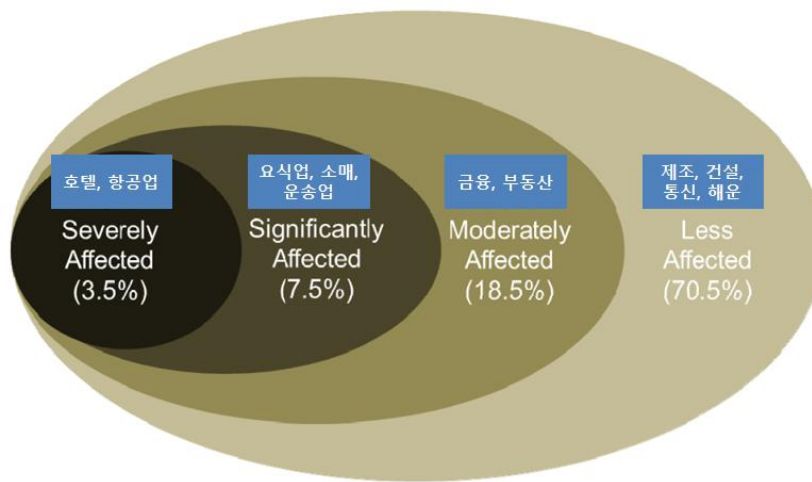 호텔, 항공업
Severely
Affected
(3.5%)
요식업, 소매,
운송업
Significantly
Affected
(7.5%)
금융, 부동산
Moderately
Affected
(18.5%)
제조, 건설,
통신, 해운
Less
Affected
(70.5%)